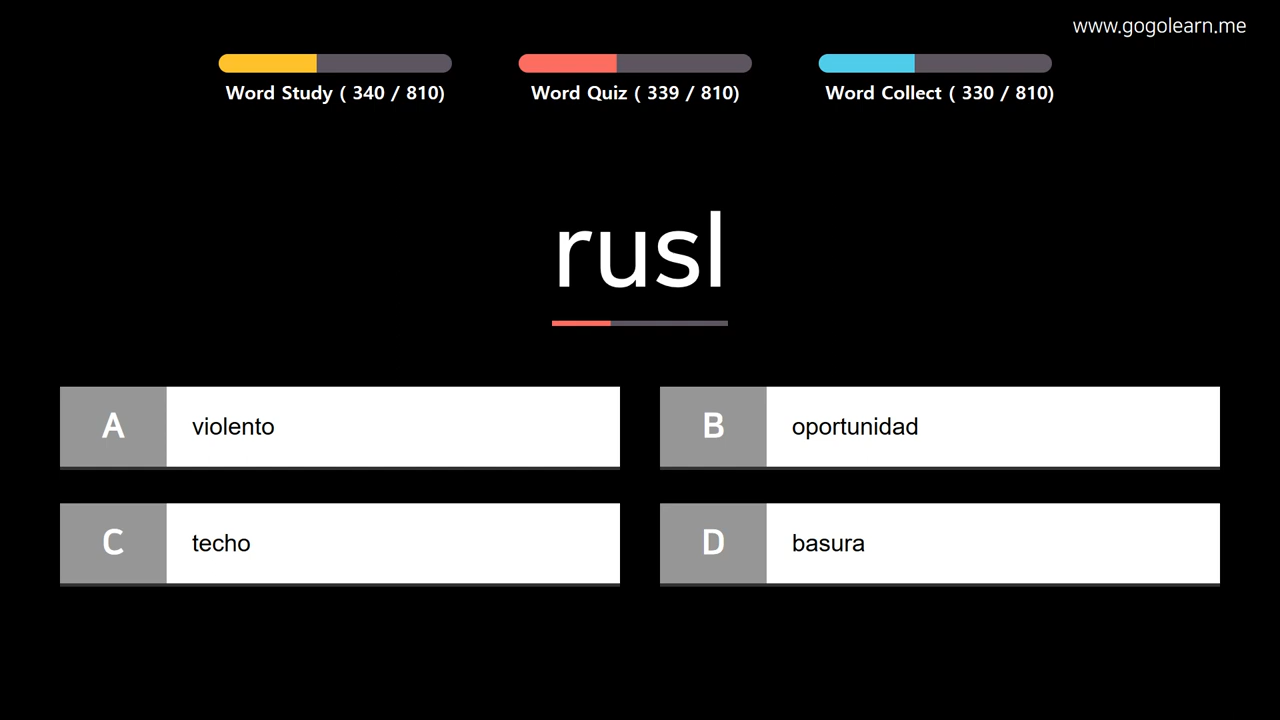 www.gogolearn.me
Word Study ( 340 / 810)
Word Quiz ( 339 / 810)
Word Collect ( 330 / 810)
rusl
A violento
B oportunidad
C techo
D basura